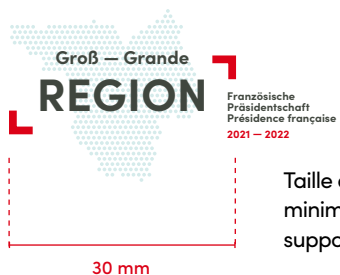 Groß — Grande
REGION
Französische
Präsidentschaft
Présidence française
2021 — 2022
Taille
minim
suppo
30 mm